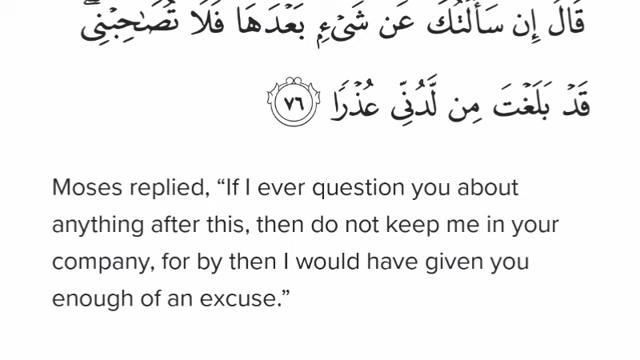 قَالَ إِن سَأَلْتُكَ عَن شَىْءٍۭ بَعْدَهَا فَلَا تُصَـٰحِبْنِى ۖ
قَدْ بَلَغْتَ مِن لَّدُنِّى عُذْرًا ٧٦
Moses replied, “If I ever question you about
anything after this, then do not keep me in your
company, for by then I would have given you
enough of an excuse.”